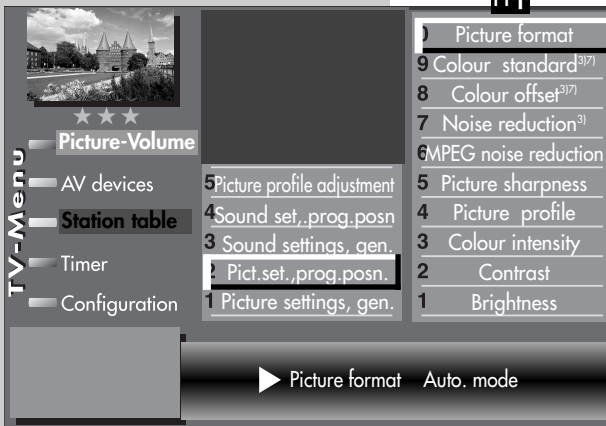 TV-Menu
Picture-Volume
AV devices
Station table
Timer
Configuration
5 Picture profile adjustment
4 Sound set,.prog.posn
3 Sound settings, gen.
2 Pict.set.,prog.posn.
1 Picture settings, gen.
0 Picture format
9 Colour standard3)7)
8 Colour offset3)7)
7 Noise reduction3)
6 MPEG noise reduction
5 Picture sharpness
4 Picture profile
3 Colour intensity
2 Contrast
1 Brightness
Picture format Auto. mode